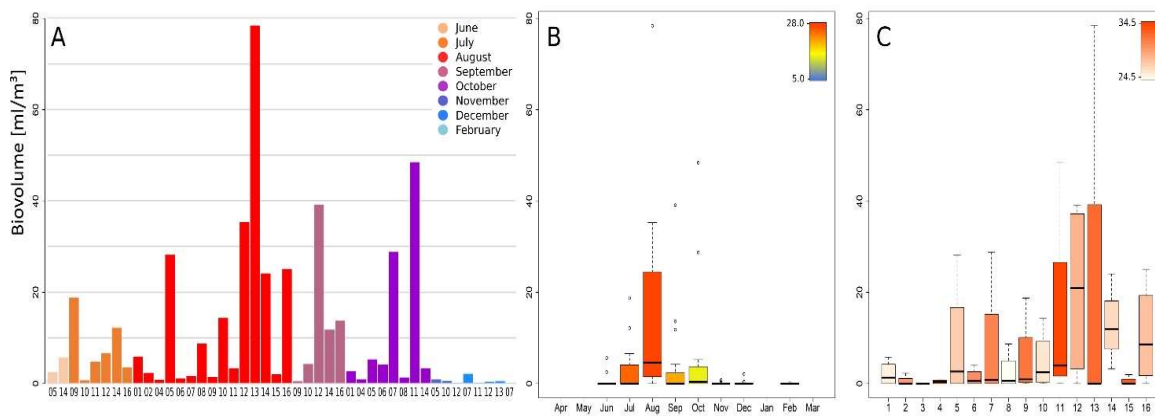 A
B
C
Biovolume [ml/m³]
80
60
40
20
0
June
July
August
September
October
November
December
February
05 14 09 10 11 12 14 16 01 02 04 05 06 07 08 09 10 11 12 13 14 15 16 09 10 12 14 16 01 04 05 06 07 08 11 14 05 10 12 07 11 12 13 07
80
60
40
20
0
28.0
5.0
Apr May Jun Jul Aug Sep Oct Nov Dec Jan Feb Mar
80
60
40
20
0
34.5
24.5
1 2 3 4 5 6 7 8 9 10 11 12 13 14 15 16